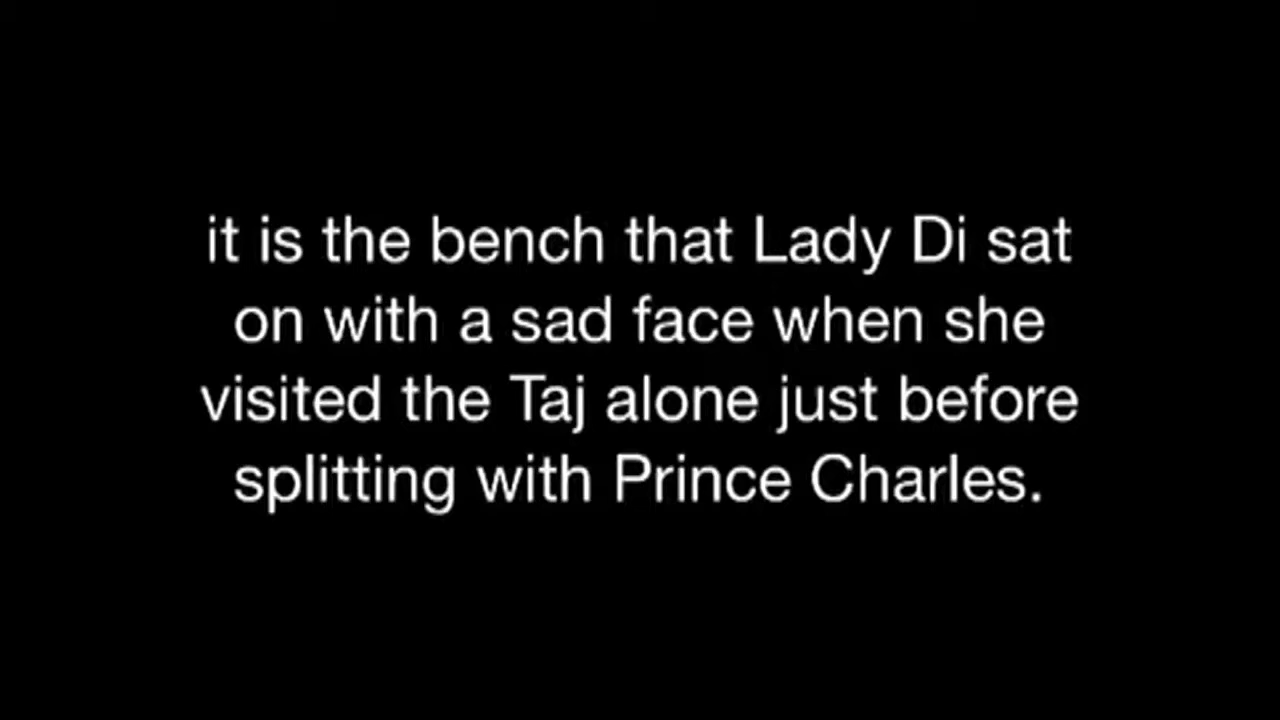 it is the bench that Lady Di sat
on with a sad face when she
visited the Taj alone just before
splitting with Prince Charles.